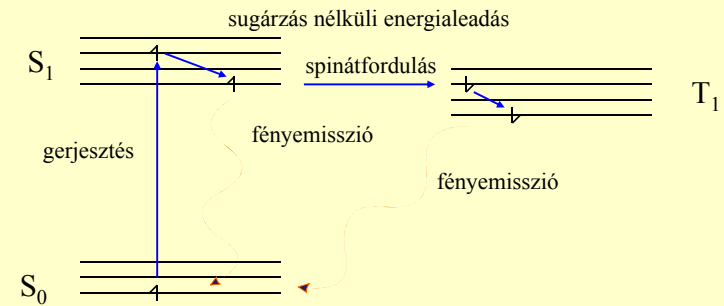 sugárzás nélküli energialeadás
S₁
spinátfordulás
T₁
fényemisszió
gerjesztés
fényemisszió
S₀